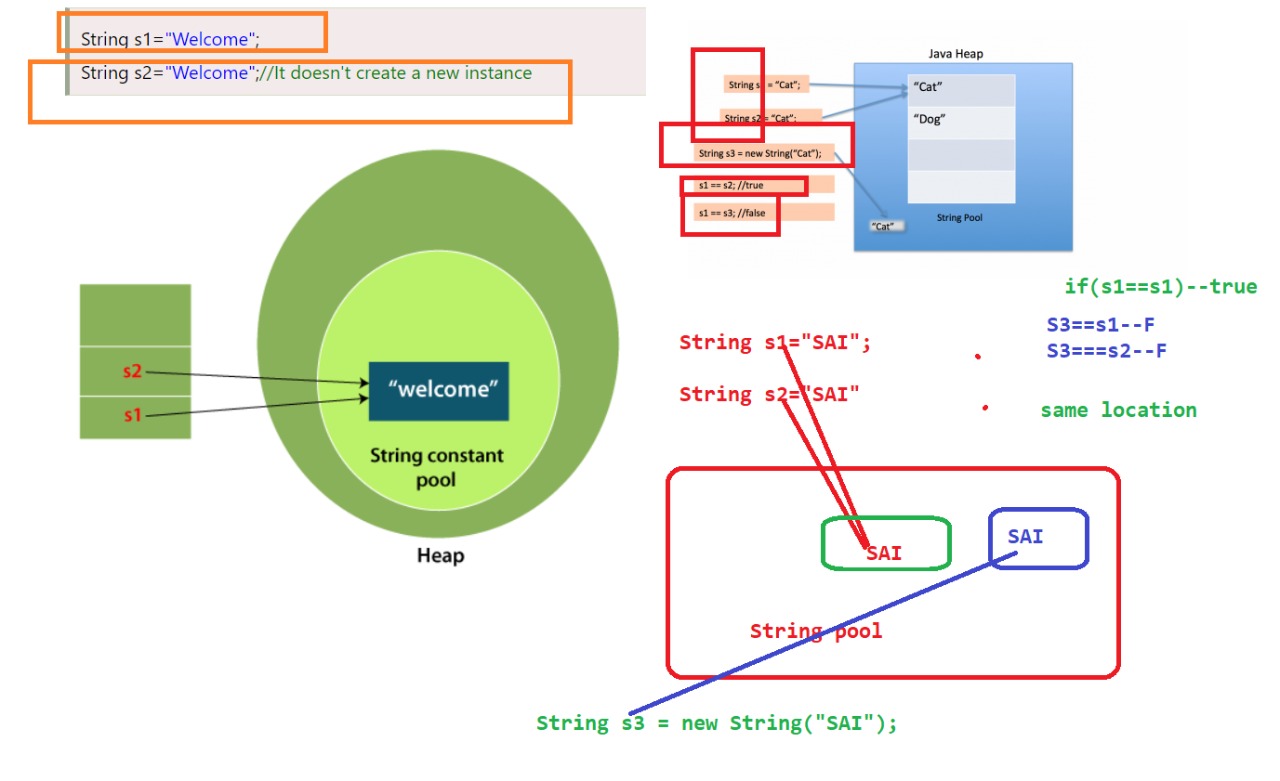 String s1="Welcome";
String s2="Welcome";//It doesn't create a new instance
s2
s1
“welcome”
String constant
pool
Heap
Java Heap
String s1 = “Cat”;
String s2 = “Cat”;
String s3 = new String(“Cat”);
s1 == s2; //true
s1 == s3; //false
“Cat”
“Dog”
String Pool
“Cat”
if(s1==s1)--true
S3==s1--F
S3===s2--F
String s1="SAI";
String s2="SAI"
same location
SAI
SAI
String pool
String s3 = new String("SAI");